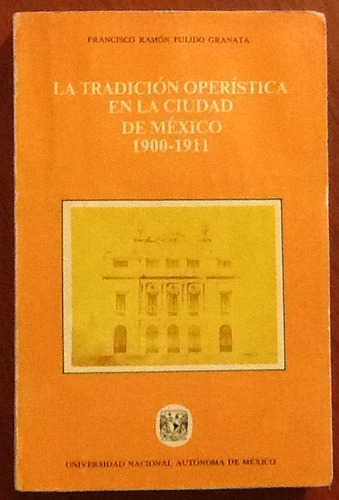 FRANCISCO RAMÓN PULIDO GRANATA
LA TRADICIÓN OPERÍSTICA
EN LA CIUDAD
DE MÉXICO
1900-1911
UNIVERSIDAD NACIONAL AUTÓNOMA DE MÉXICO